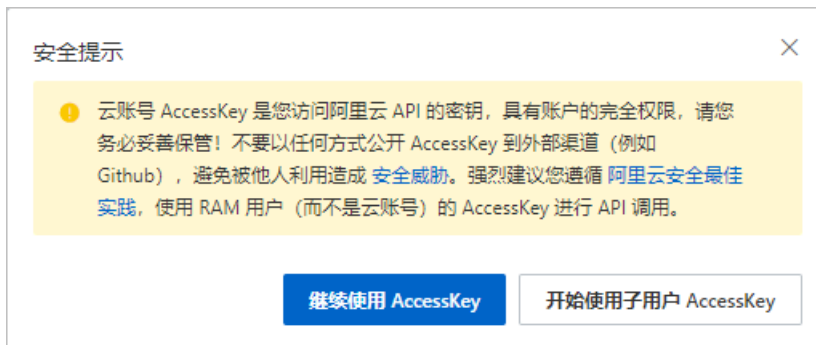 安全提示
云账号 AccessKey 是您访问阿里云 API 的密钥，具有账户的完全权限，请您
务必妥善保管！不要以任何方式公开 AccessKey 到外部渠道（例如
Github），避免被他人利用造成 安全威胁。强烈建议您遵循 阿里云安全最佳
实践，使用 RAM 用户（而不是云账号）的 AccessKey 进行 API 调用。
继续使用 AccessKey
开始使用子用户 AccessKey